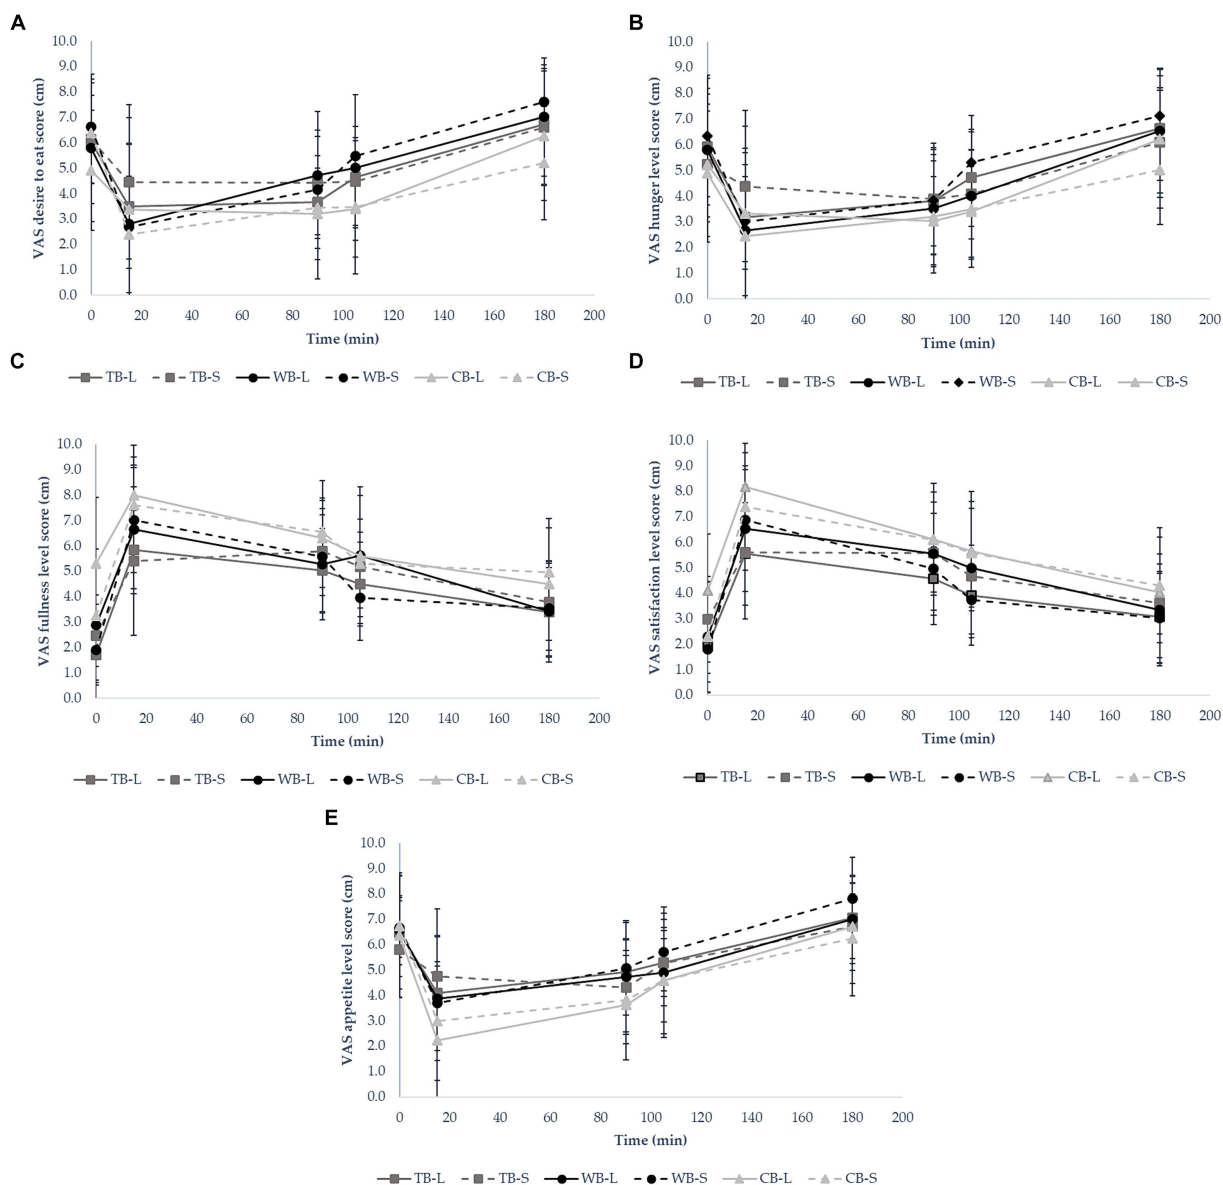 A
VAS desire to eat score (cm)
10.0
9.0
8.0
7.0
6.0
5.0
4.0
3.0
2.0
1.0
0.0
0 20 40 60 80 100 120 140 160 180 200
Time (min)
TB-L TB-S WB-L WB-S CB-L CB-S
B
VAS hunger level score (cm)
10.0
9.0
8.0
7.0
6.0
5.0
4.0
3.0
2.0
1.0
0.0
0 20 40 60 80 100 120 140 160 180 200
Time (min)
TB-L TB-S WB-L WB-S CB-L CB-S
C
VAS fullness level score (cm)
10.0
9.0
8.0
7.0
6.0
5.0
4.0
3.0
2.0
1.0
0.0
0 20 40 60 80 100 120 140 160 180 200
Time (min)
TB-L TB-S WB-L WB-S CB-L CB-S
D
VAS satisfaction level score (cm)
10.0
9.0
8.0
7.0
6.0
5.0
4.0
3.0
2.0
1.0
0.0
0 20 40 60 80 100 120 140 160 180 200
Time (min)
TB-L TB-S WB-L WB-S CB-L CB-S
E
VAS appetite level score (cm)
10.0
9.0
8.0
7.0
6.0
5.0
4.0
3.0
2.0
1.0
0.0
0 20 40 60 80 100 120 140 160 180 200
Time (min)
TB-L TB-S WB-L WB-S CB-L CB-S